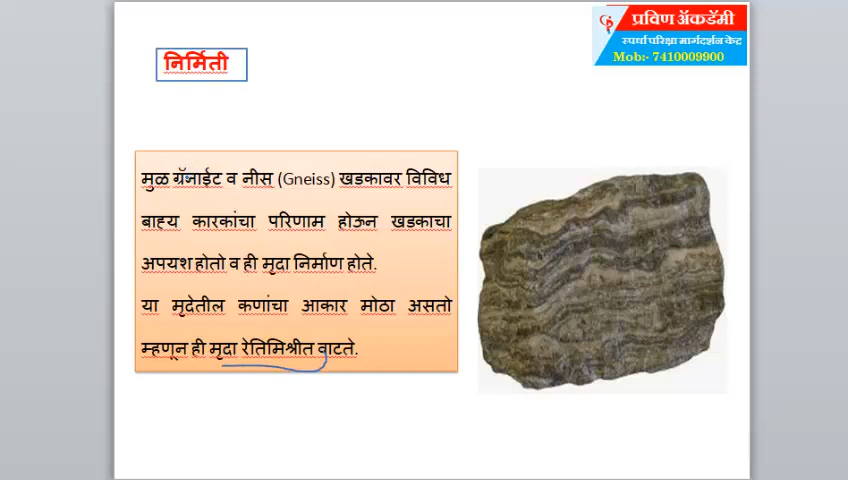 प्रविण ॲकडॅमी
स्पर्धा परिक्षा मार्गदर्शन केंद्र
Mob:- 7410009900
निर्मिती
मुळ ग्रॅनाईट व नीस (Gneiss) खडकावर विविध
बाह्य कारकांचा परिणाम होऊन खडकाचा
अपयश होतो व ही मृदा निर्माण होते.
या मृदेतील कणांचा आकार मोठा असतो
म्हणून ही मृदा रेतिमिश्रीत वाटते.